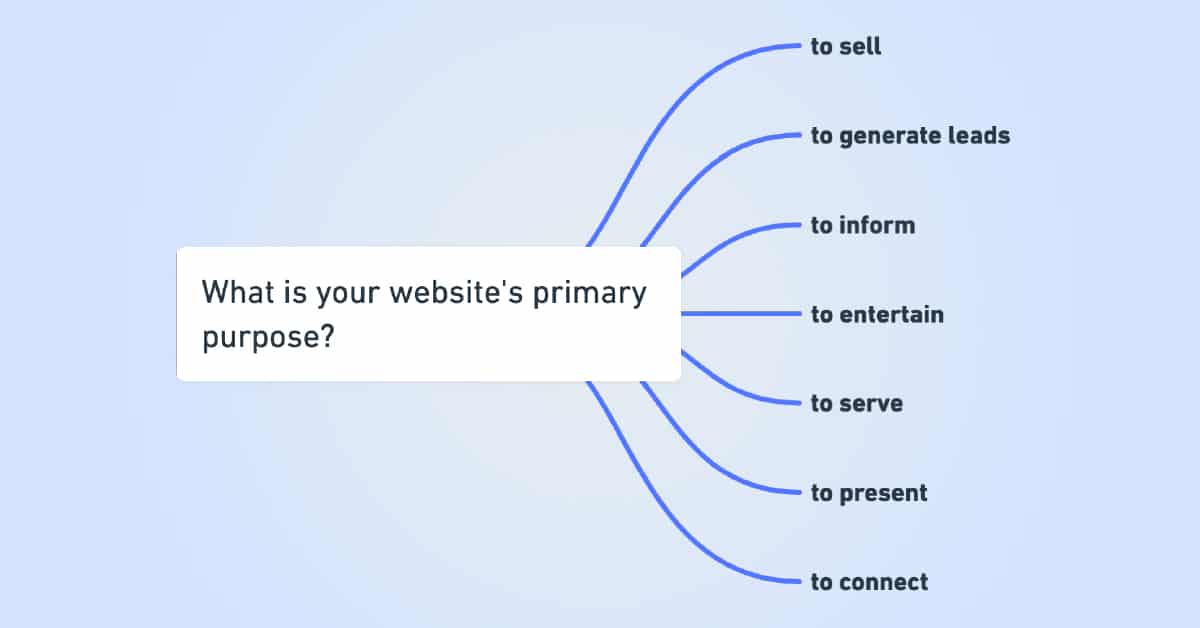 What is your website's primary
purpose?
to sell
to generate leads
to inform
to entertain
to serve
to present
to connect